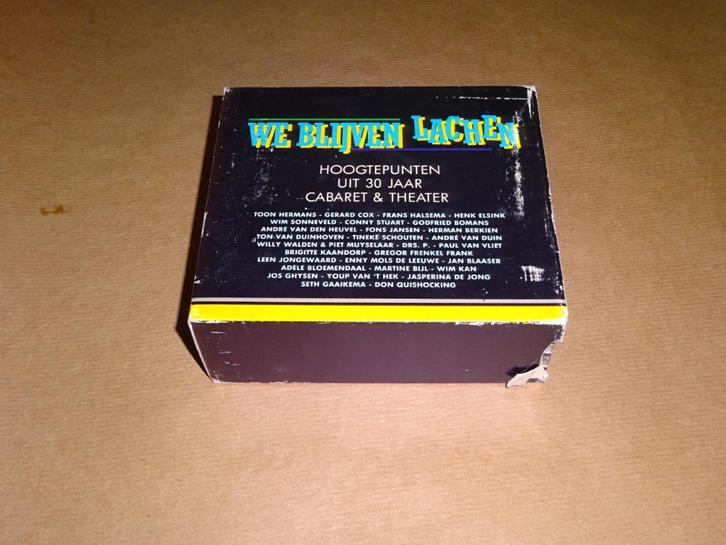 WE BLIJVEN LACHEN
HOOGTEPUNTEN
UIT 30 JAAR
CABARET & THEATER
TOON HERMANS - GERARD COX - FRANS HALSEMA - HENK ELSINK
WIM SONNEVELD - CONNY STUART - GODFRIED BOMANS
ANDRÉ VAN DEN HEUVEL - FONS JANSEN - HERMAN BERKIEN
TON VAN DUINHOVEN - TINEKE SCHOUTEN - ANDRÉ VAN DUIN
WILLY WALDEN & PIET MUYSELAAR - DRS. P. - PAUL VAN VLIET
BRIGITTE KAANDORP - GREGOR FRENKEL FRANK
LEEN JONGEWAARD - ENNY MOLS DE LEEUWE - JAN BLAASER
ADÈLE BLOEMENDAAL - MARTINE BIJL - WIM KAN
JOS GHYSEN - YOUP VAN 'T HEK - JASPERINA DE JONG
SETH GAAIKEMA - DON QUISHOCKING